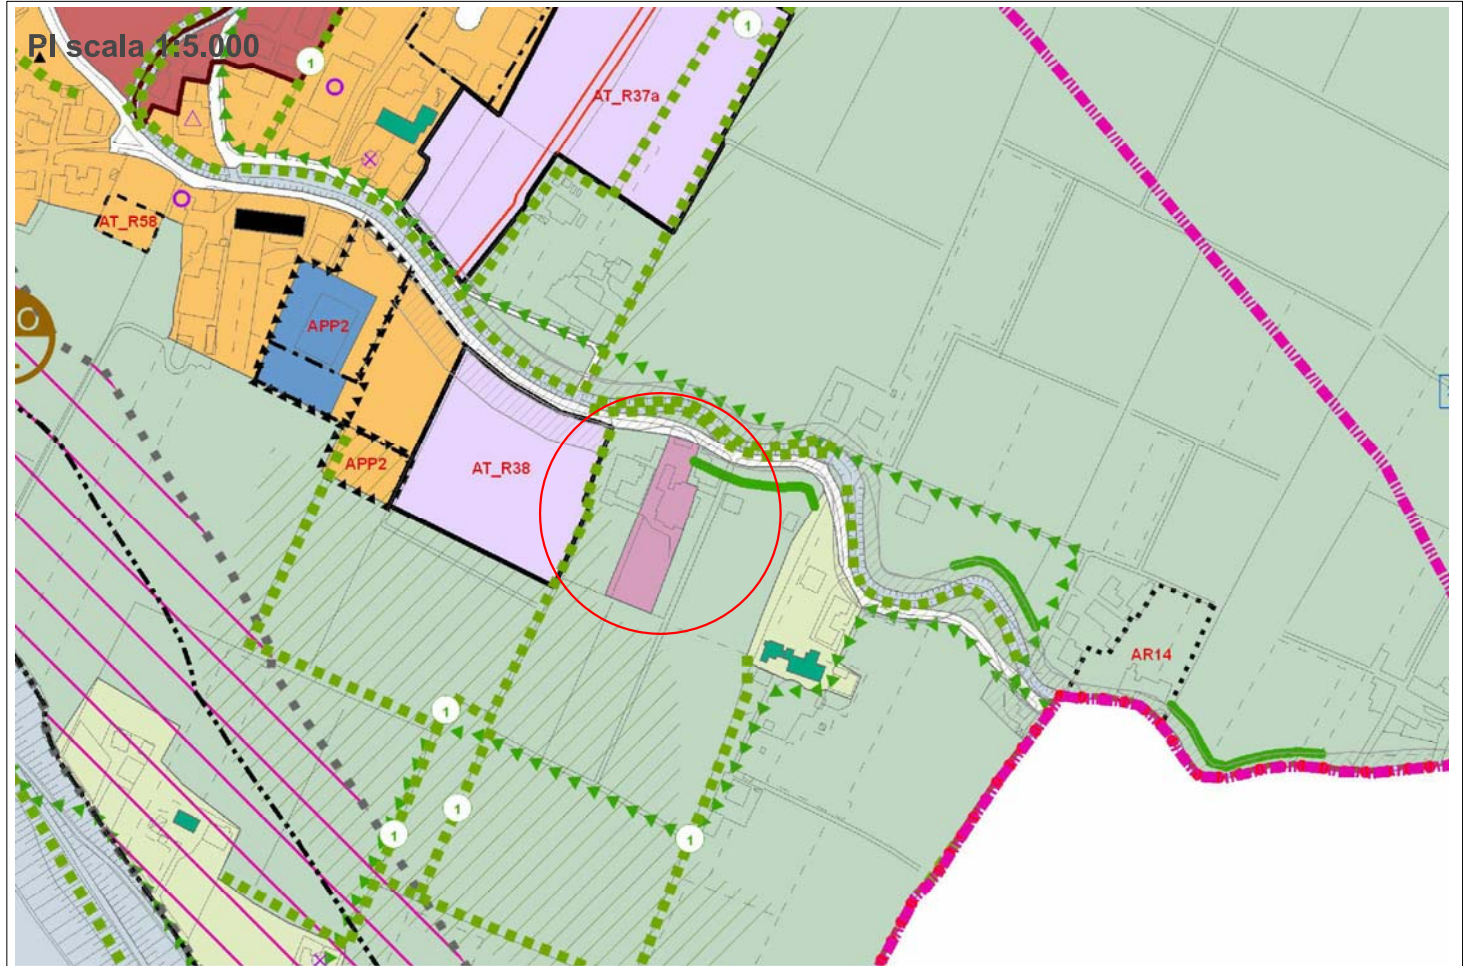 PI scala 1:5.000
1
1
AT_R37a
AT_R58
APP2
APP2
AT_R38
AR14
1
1
1
1